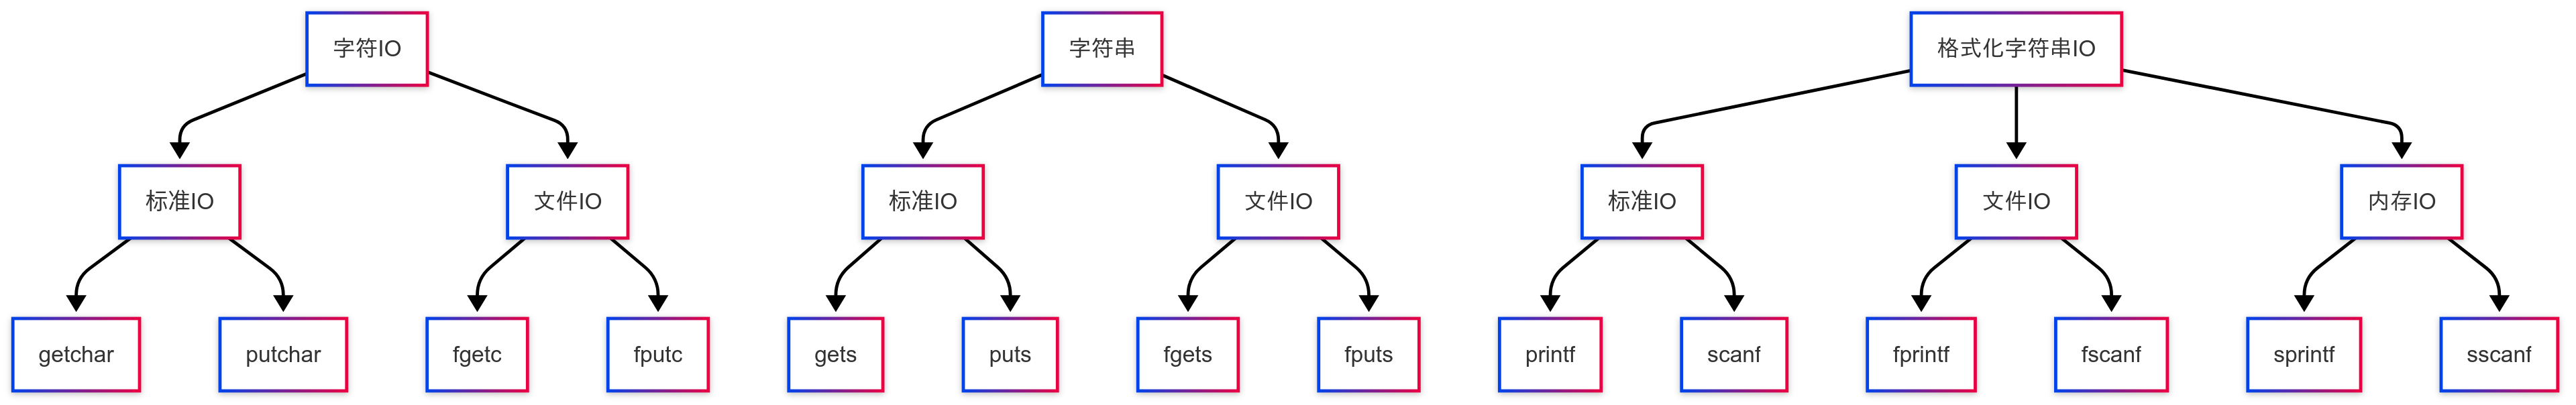 字符IO
字符串
格式化字符串IO
标准IO
文件IO
标准IO
文件IO
标准IO
文件IO
内存IO
getchar
putchar
fgetc
fputc
gets
puts
fgets
fputs
printf
scanf
fprintf
fscanf
sprintf
sscanf